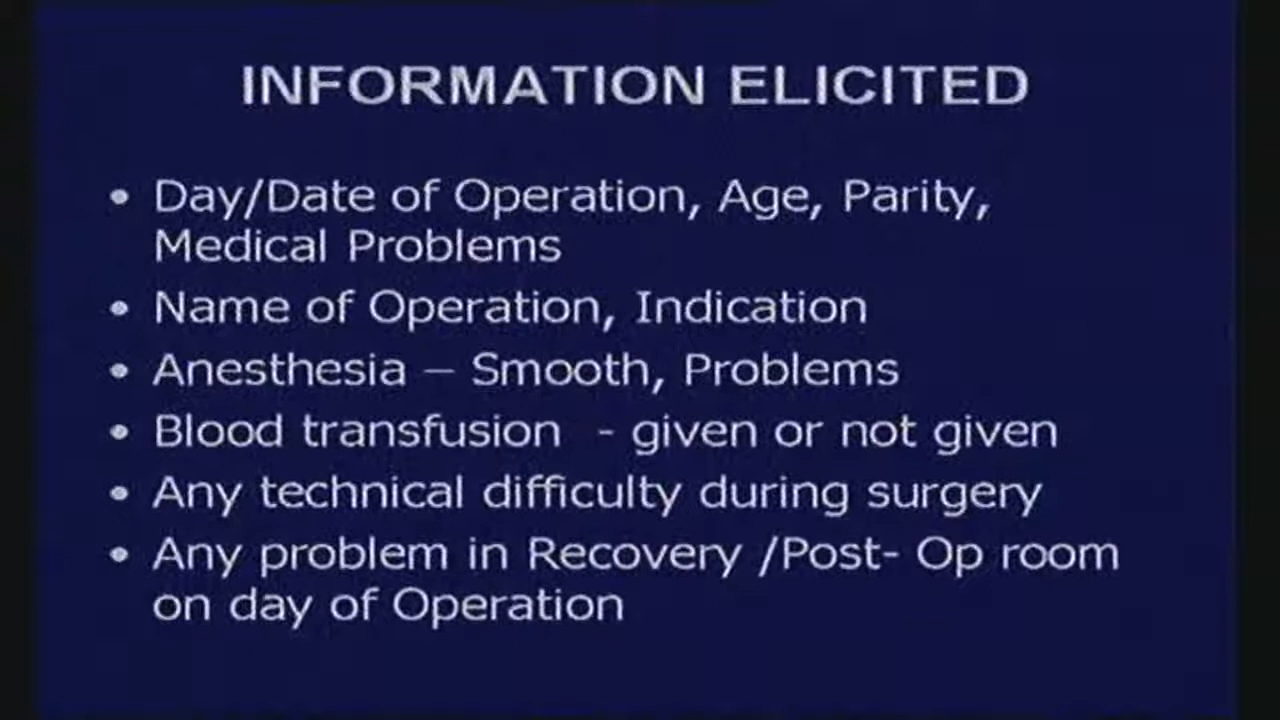 INFORMATION ELICITED
• Day/Date of Operation, Age, Parity,
Medical Problems
• Name of Operation, Indication
• Anesthesia – Smooth, Problems
• Blood transfusion  - given or not given
• Any technical difficulty during surgery
• Any problem in Recovery /Post- Op room
on day of Operation